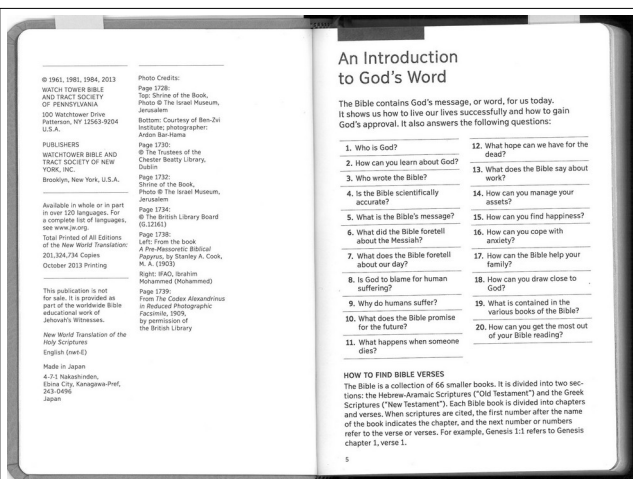 © 1961, 1981, 1984, 2013
WATCH TOWER BIBLE
AND TRACT SOCIETY
OF PENNSYLVANIA
100 Watchtower Drive
Patterson, NY 12563-9204
U.S.A.
PUBLISHERS
WATCHTOWER BIBLE AND
TRACT SOCIETY OF NEW
YORK, INC.
Brooklyn, New York, U.S.A.
Available in whole or in part
in over 120 languages. For
a complete list of languages,
see www.jw.org.
Total Printed of All Editions
of the New World Translation:
201,324,734 Copies
October 2013 Printing
This publication is not
for sale. It is provided as
part of the worldwide Bible
educational work of
Jehovah's Witnesses.
New World Translation of the
Holy Scriptures
English (nwt-E)
Made in Japan
4-7-1 Nakashinden,
Ebina City, Kanagawa-Pref,
243-0496
Japan
Photo Credits:
Page 1728:
Top: Shrine of the Book,
Photo © The Israel Museum,
Jerusalem
Bottom: Courtesy of Ben-Zvi
Institute; photographer:
Ardon Bar-Hama
Page 1730:
© The Trustees of the
Chester Beatty Library,
Dublin
Page 1732:
Shrine of the Book,
Photo © The Israel Museum,
Jerusalem
Page 1734:
© The British Library Board
(G.12161)
Page 1738:
Left: From the book
A Pre-Massoretic Biblical
Papyrus, by Stanley A. Cook,
M. A. (1903)
Right: IFAO, Ibrahim
Mohammed (Mohammed)
Page 1739:
From The Codex Alexandrinus
in Reduced Photographic
Facsimile, 1909,
by permission of
the British Library
An Introduction
to God's Word
The Bible contains God's message, or word, for us today.
It shows us how to live our lives successfully and how to gain
God's approval. It also answers the following questions:
1. Who is God?
2. How can you learn about God?
3. Who wrote the Bible?
4. Is the Bible scientifically
accurate?
5. What is the Bible's message?
6. What did the Bible foretell
about the Messiah?
7. What does the Bible foretell
about our day?
8. Is God to blame for human
suffering?
9. Why do humans suffer?
10. What does the Bible promise
for the future?
11. What happens when someone
dies?
12. What hope can we have for the
dead?
13. What does the Bible say about
work?
14. How can you manage your
assets?
15. How can you find happiness?
16. How can you cope with
anxiety?
17. How can the Bible help your
family?
18. How can you draw close to
God?
19. What is contained in the
various books of the Bible?
20. How can you get the most out
of your Bible reading?
HOW TO FIND BIBLE VERSES
The Bible is a collection of 66 smaller books. It is divided into two sec-
tions: the Hebrew-Aramaic Scriptures ("Old Testament") and the Greek
Scriptures ("New Testament"). Each Bible book is divided into chapters
and verses. When scriptures are cited, the first number after the name
of the book indicates the chapter, and the next number or numbers
refer to the verse or verses. For example, Genesis 1:1 refers to Genesis
chapter 1, verse 1.
5